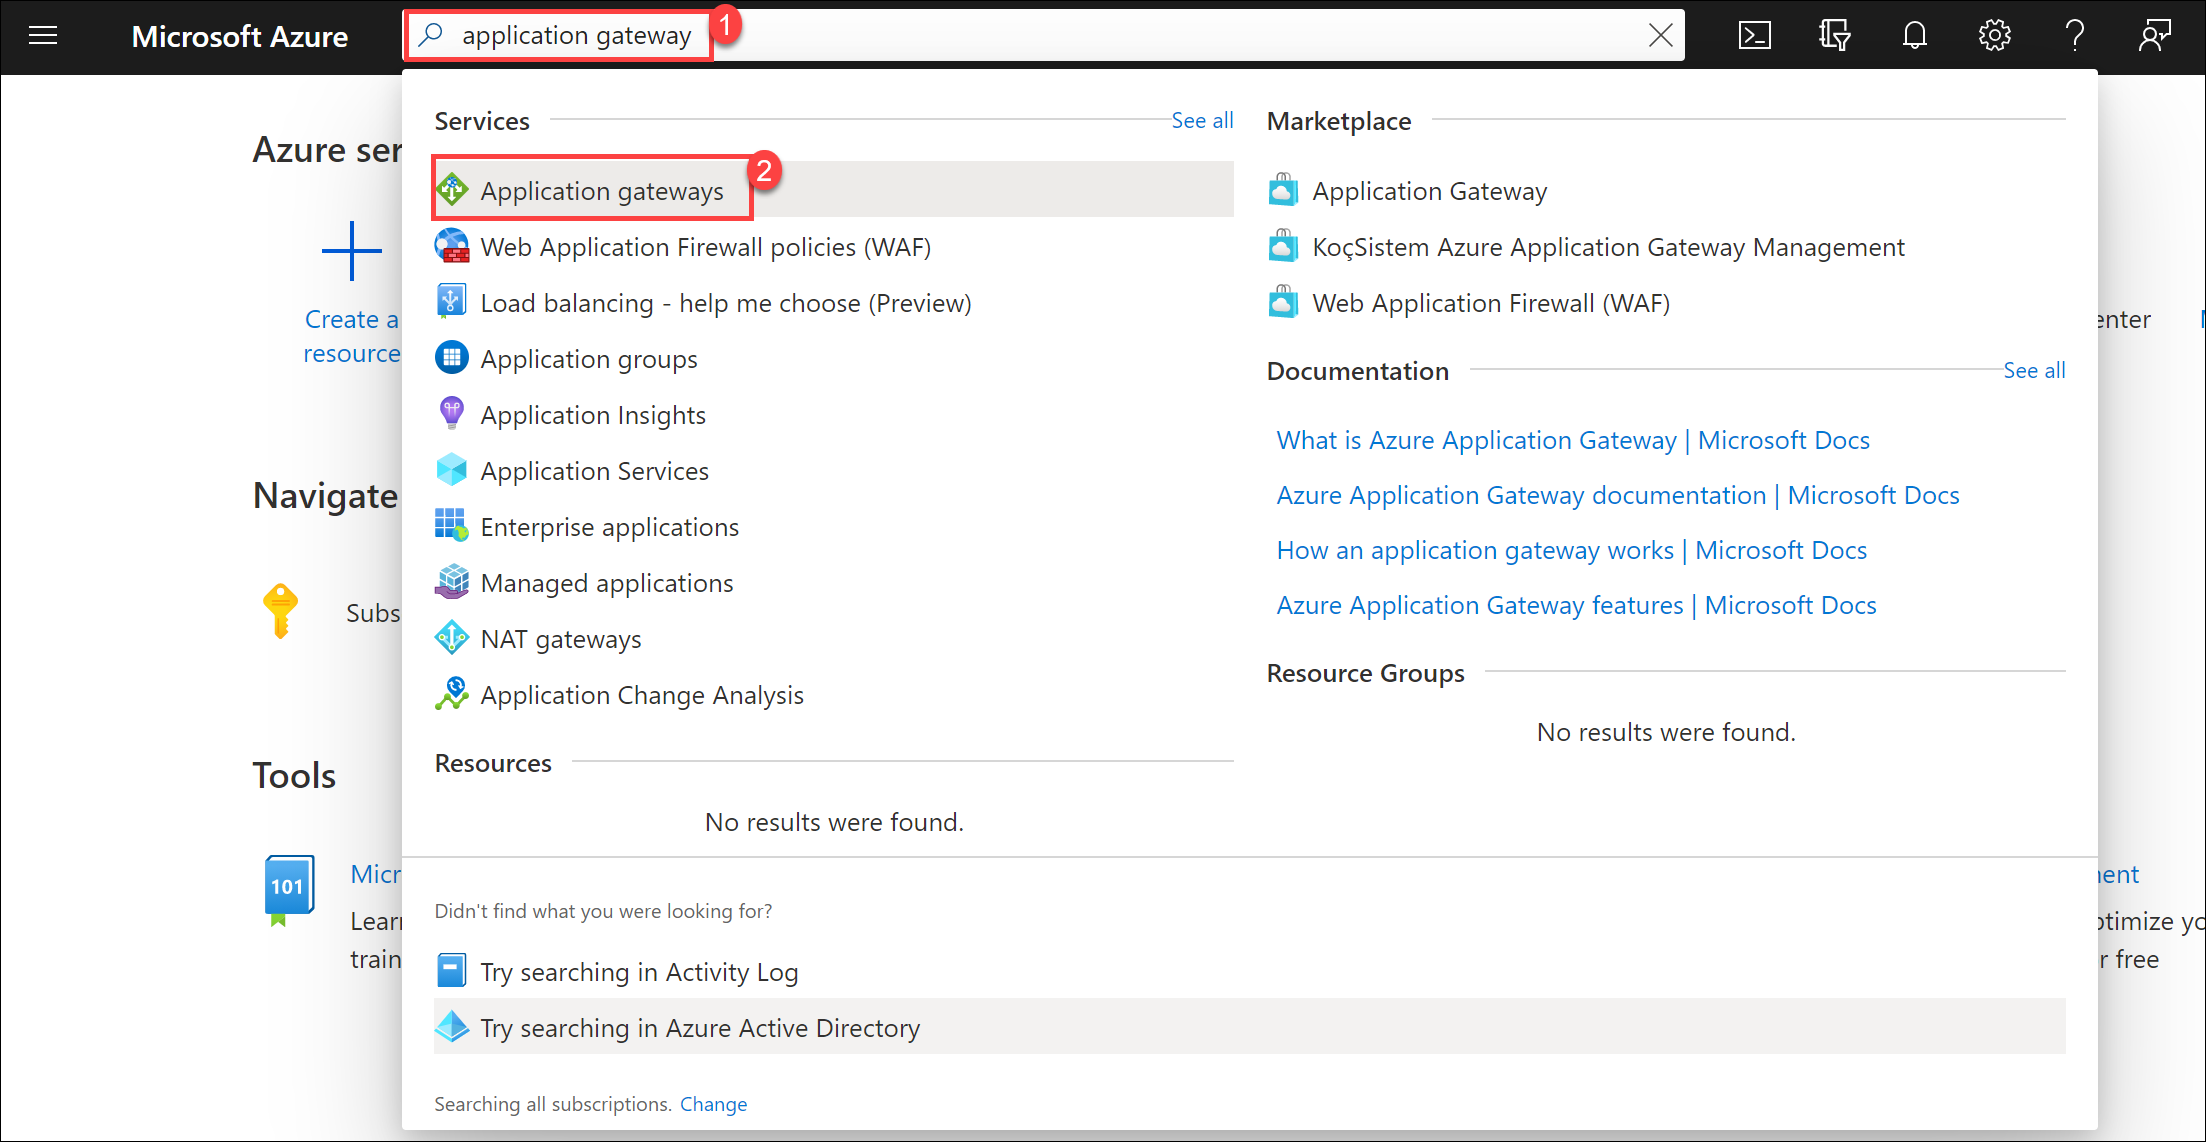 Microsoft Azure
application gateway
1
Azure ser
Create a
resource
Navigate
Subs
Tools
101
Micr
Learn
train
Services
See all
Application gateways
2
Web Application Firewall policies (WAF)
Load balancing - help me choose (Preview)
Application groups
Application Insights
Application Services
Enterprise applications
Managed applications
NAT gateways
Application Change Analysis
Resources
No results were found.
Marketplace
Application Gateway
KoçSistem Azure Application Gateway Management
Web Application Firewall (WAF)
Documentation
See all
What is Azure Application Gateway | Microsoft Docs
Azure Application Gateway documentation | Microsoft Docs
How an application gateway works | Microsoft Docs
Azure Application Gateway features | Microsoft Docs
Resource Groups
No results were found.
Didn't find what you were looking for?
Try searching in Activity Log
Try searching in Azure Active Directory
Searching all subscriptions. Change
enter
ent
ptimize yo
r free